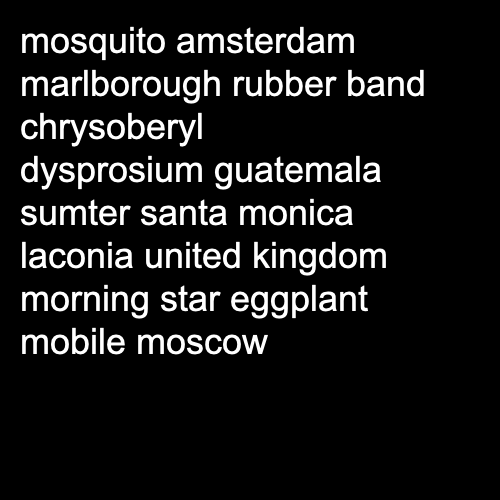 mosquito amsterdam
marlborough rubber band
chrysoberyl
dysprosium guatemala
sumter santa monica
laconia united kingdom
morning star eggplant
mobile moscow